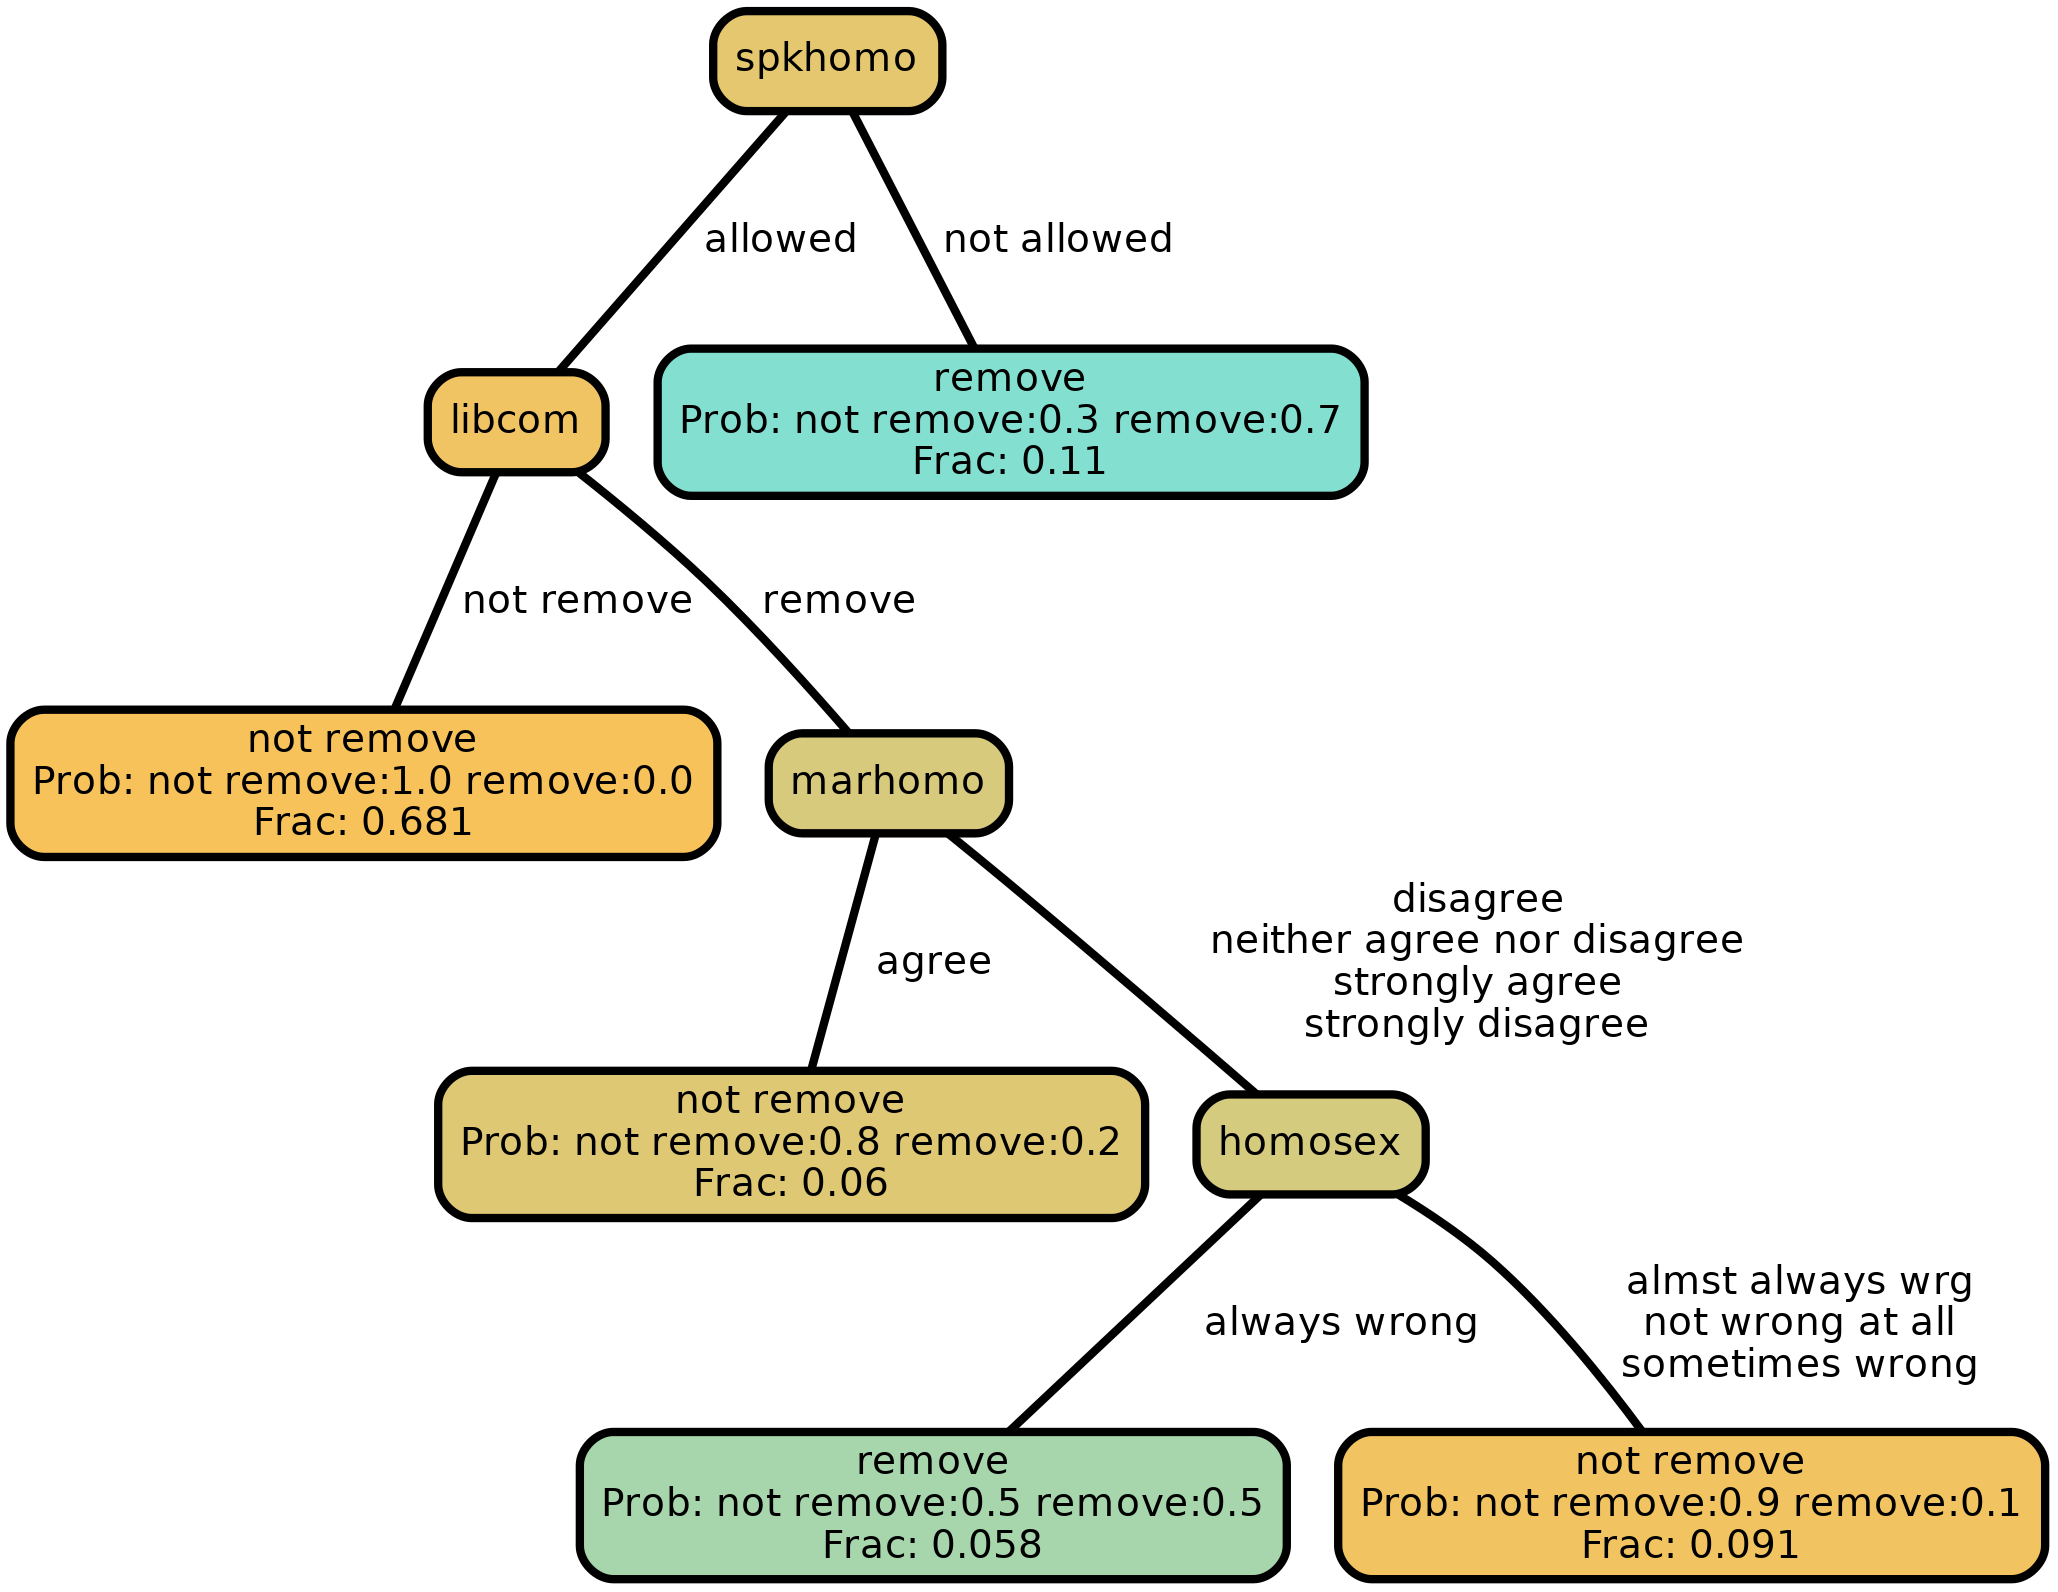 spkhomo
allowed
not allowed
libcom
remove
Prob: not remove:0.3 remove:0.7
Frac: 0.11
not remove
remove
not remove
Prob: not remove:1.0 remove:0.0
Frac: 0.681
marhomo
agree
disagree
neither agree nor disagree
strongly agree
strongly disagree
not remove
Prob: not remove:0.8 remove:0.2
Frac: 0.06
homosex
always wrong
almst always wrg
not wrong at all
sometimes wrong
remove
Prob: not remove:0.5 remove:0.5
Frac: 0.058
not remove
Prob: not remove:0.9 remove:0.1
Frac: 0.091